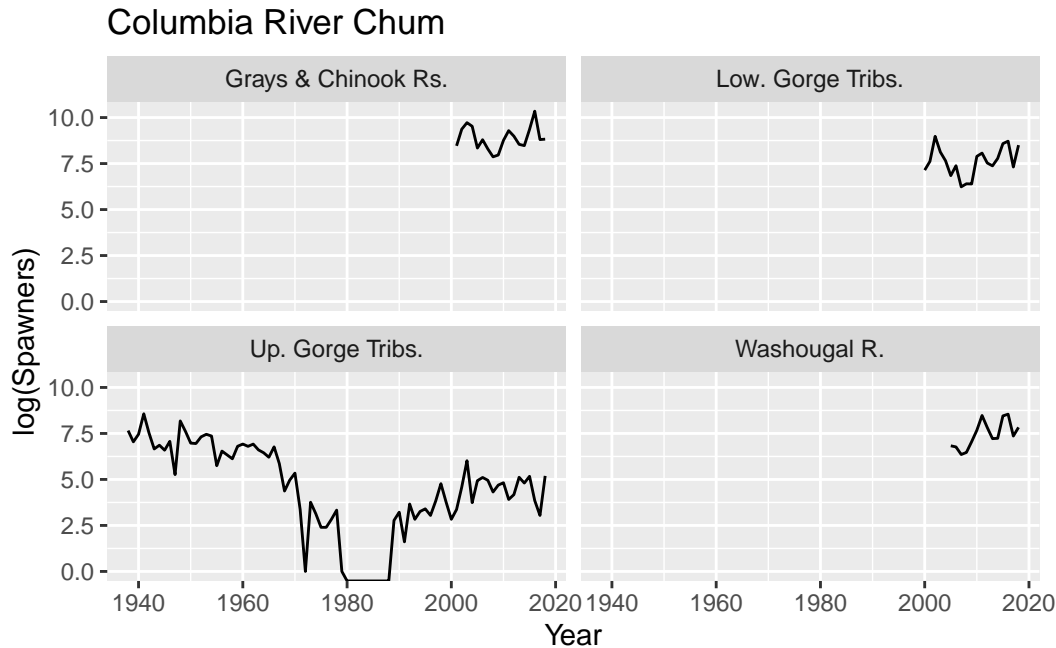 Columbia River Chum
Grays & Chinook Rs.
Low. Gorge Tribs.
10.0
7.5
5.0
2.5
0.0
Up. Gorge Tribs.
Washougal R.
10.0
7.5
5.0
2.5
0.0
log(Spawners)
1940 1960 1980 2000 2020 1940 1960 1980 2000 2020
Year